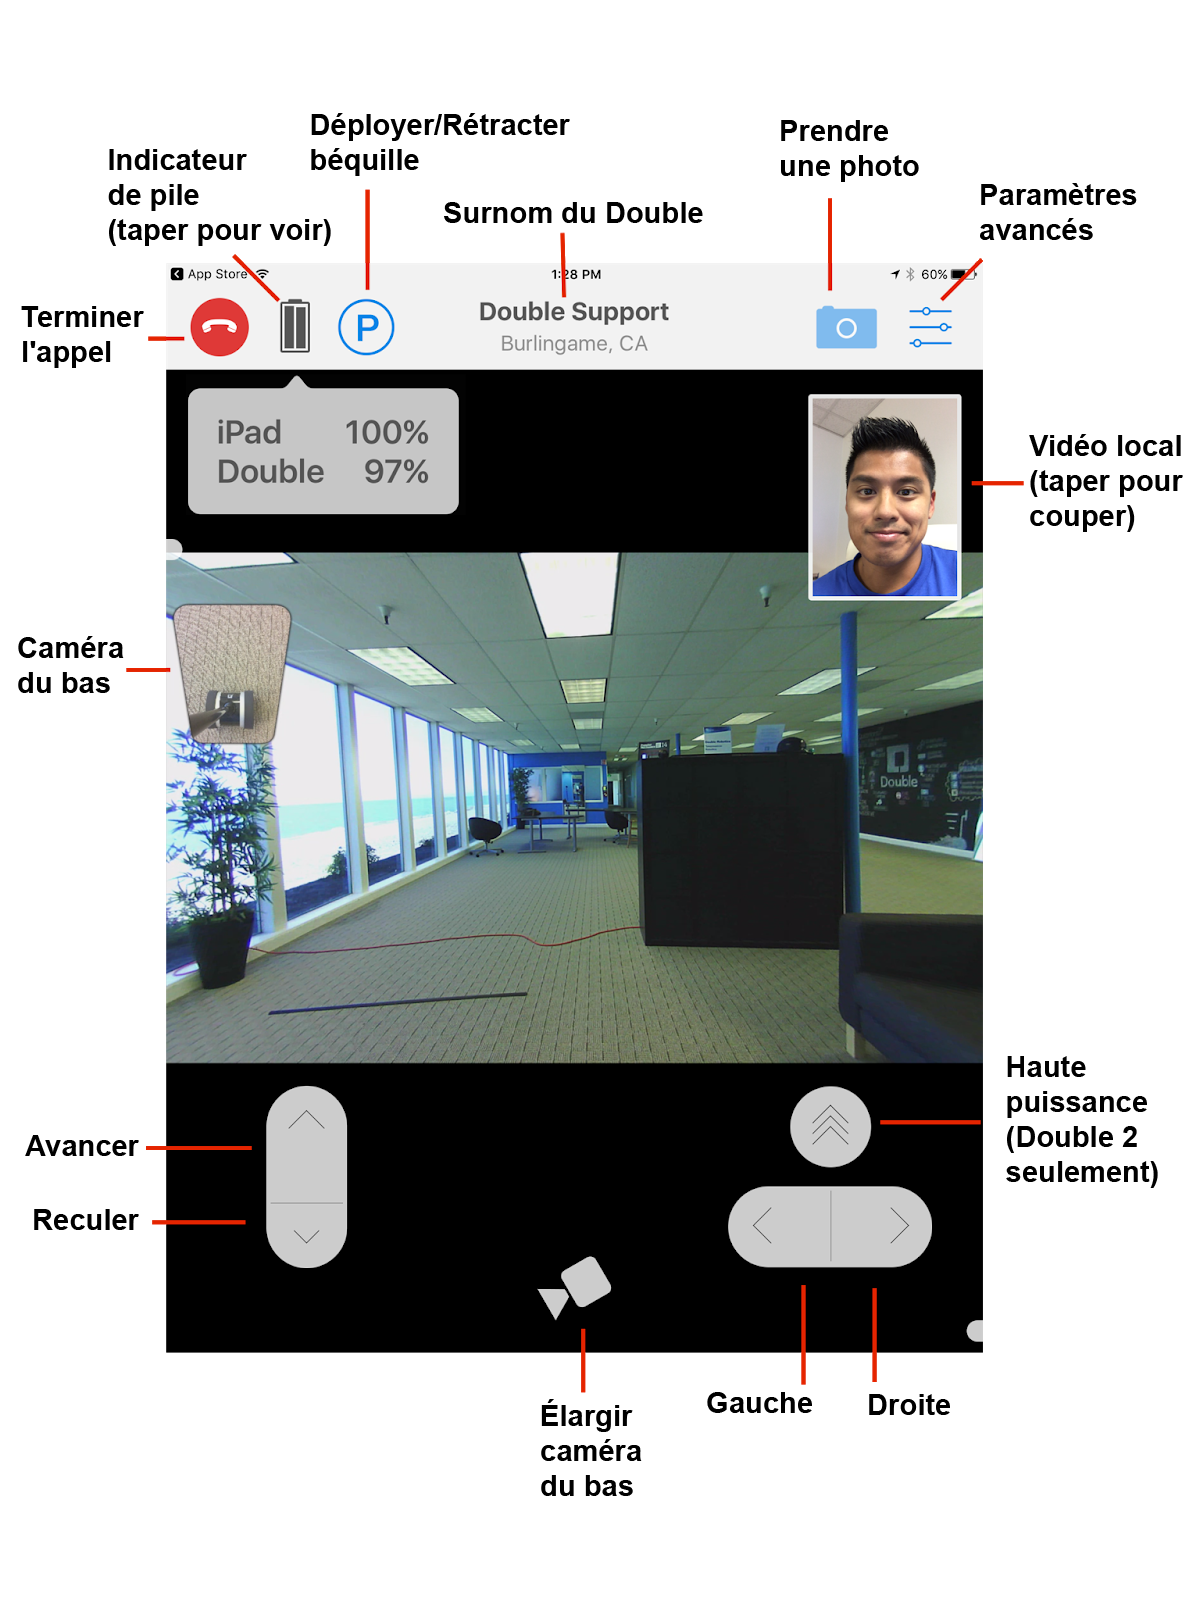 Déployer/Rétracter
béquille
Prendre
une photo
Indicateur
de pile
(taper pour voir)
Surnom du Double
Paramètres
avancés
App Store
1:28 PM
60%
Terminer
l'appel
P
Double Support
Burlingame, CA
iPad 100%
Double 97%
Vidéo local
(taper pour
couper)
Caméra
du bas
Double
Haute
puissance
(Double 2
seulement)
Avancer
Reculer
Gauche
Droite
Élargir
caméra
du bas